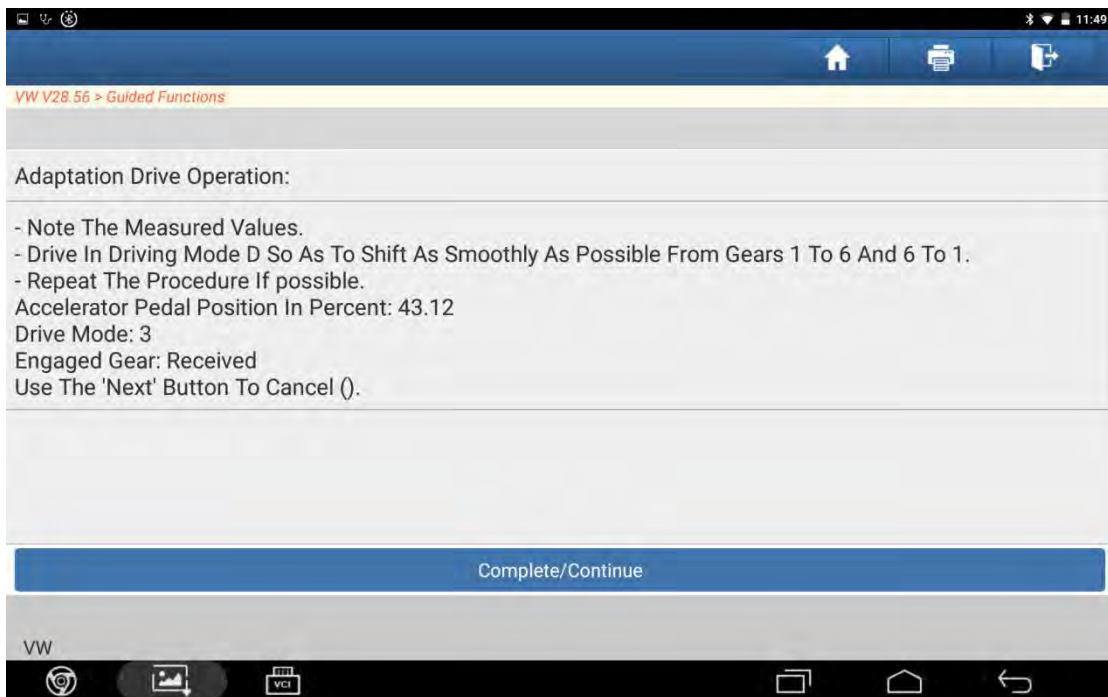 11:49
VW V28.56 > Guided Functions
Adaptation Drive Operation:
- Note The Measured Values.
- Drive In Driving Mode D So As To Shift As Smoothly As Possible From Gears 1 To 6 And 6 To 1.
- Repeat The Procedure If possible.
Accelerator Pedal Position In Percent: 43.12
Drive Mode: 3
Engaged Gear: Received
Use The 'Next' Button To Cancel ().
Complete/Continue
VW
VCI